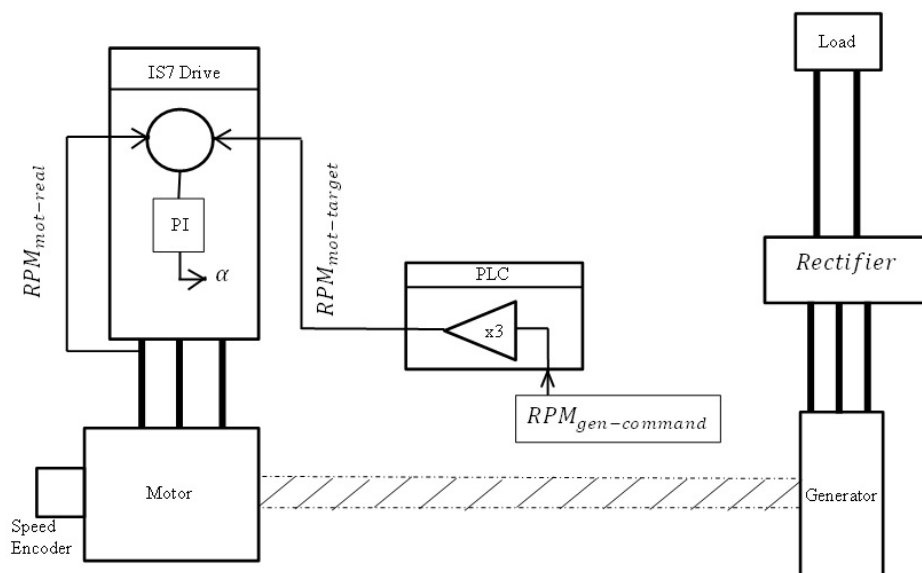 Load
IS7 Drive
RPM_{mot-real}
RPM_{mot-target}
PI
α
Rectifier
PLC
x3
RPM_{gen-command}
Motor
Generator
Speed
Encoder